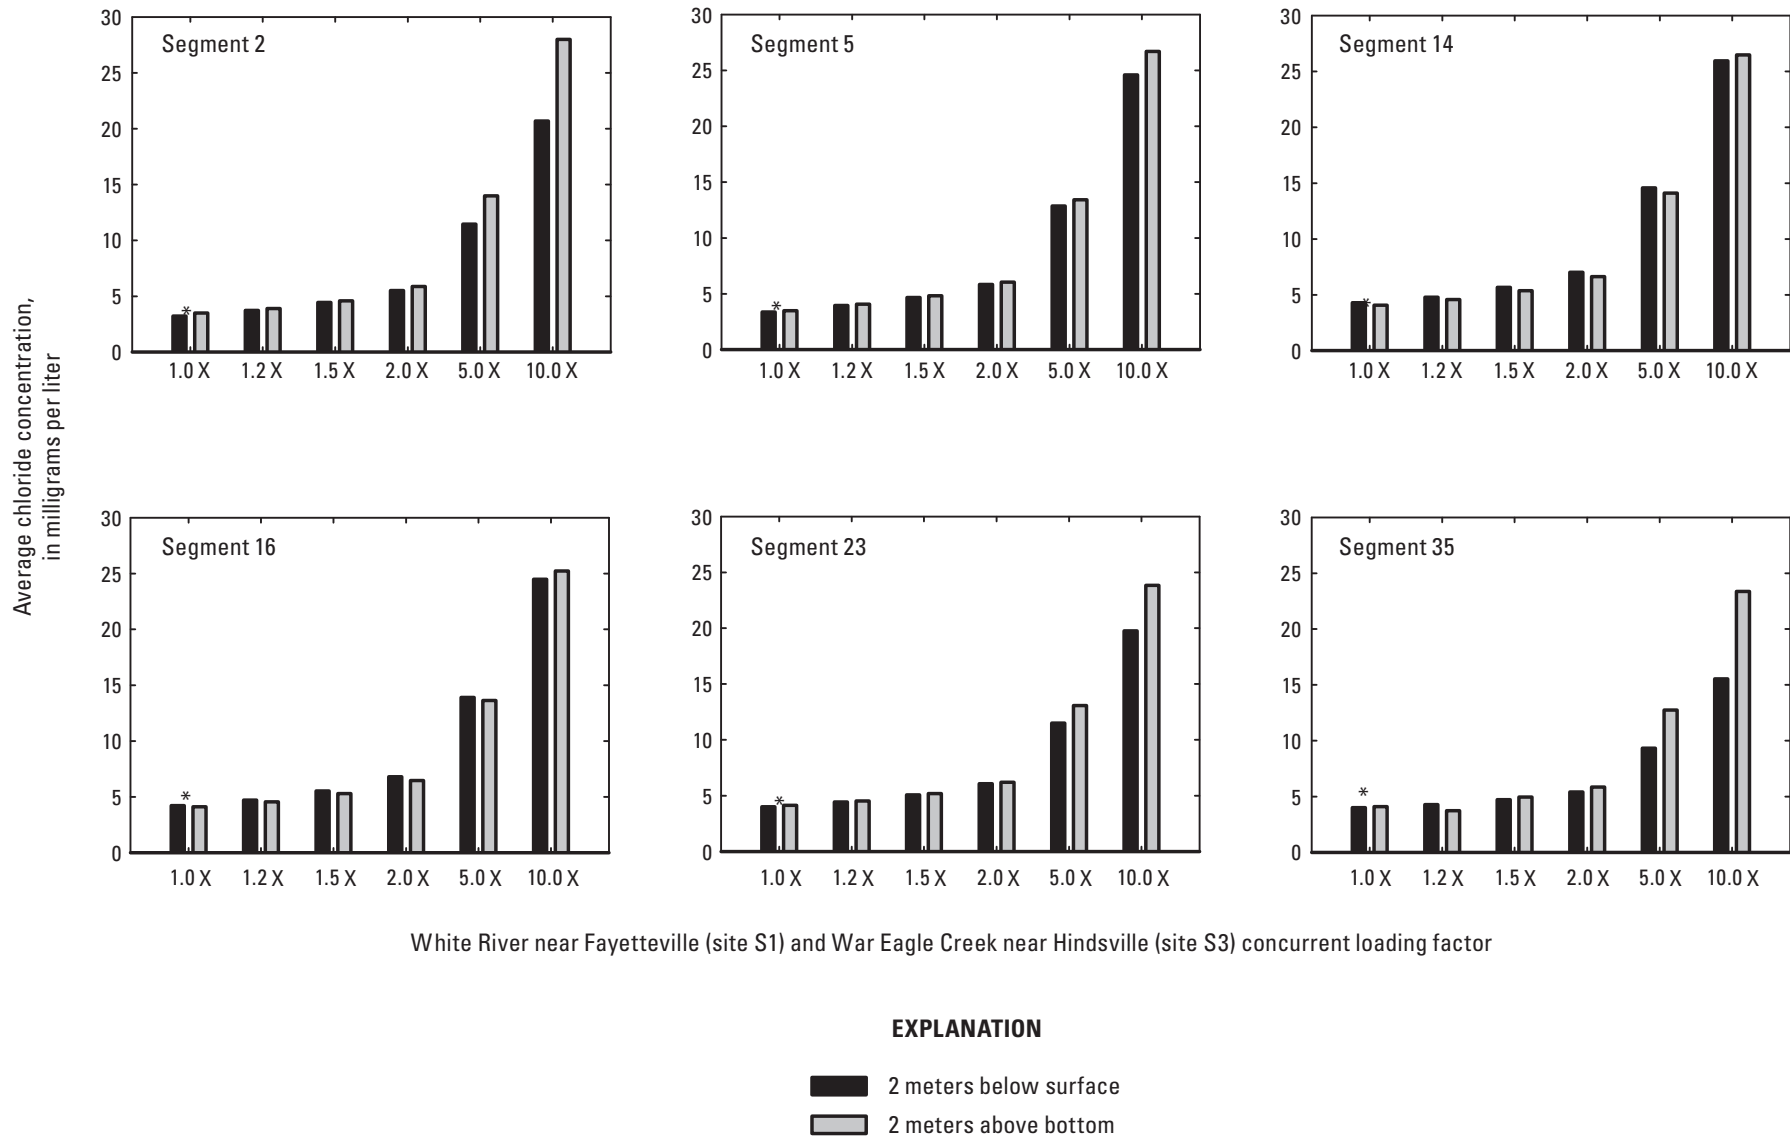 Average chloride concentration,
in milligrams per liter
Segment 2
30
25
20
15
10
5
0
1.0 X 1.2 X 1.5 X 2.0 X 5.0 X 10.0 X
Segment 5
30
25
20
15
10
5
0
1.0 X 1.2 X 1.5 X 2.0 X 5.0 X 10.0 X
Segment 14
30
25
20
15
10
5
0
1.0 X 1.2 X 1.5 X 2.0 X 5.0 X 10.0 X
Segment 16
30
25
20
15
10
5
0
1.0 X 1.2 X 1.5 X 2.0 X 5.0 X 10.0 X
Segment 23
30
25
20
15
10
5
0
1.0 X 1.2 X 1.5 X 2.0 X 5.0 X 10.0 X
Segment 35
30
25
20
15
10
5
0
1.0 X 1.2 X 1.5 X 2.0 X 5.0 X 10.0 X
*
*
*
*
*
*
White River near Fayetteville (site S1) and War Eagle Creek near Hindsville (site S3) concurrent loading factor
EXPLANATION
2 meters below surface
2 meters above bottom